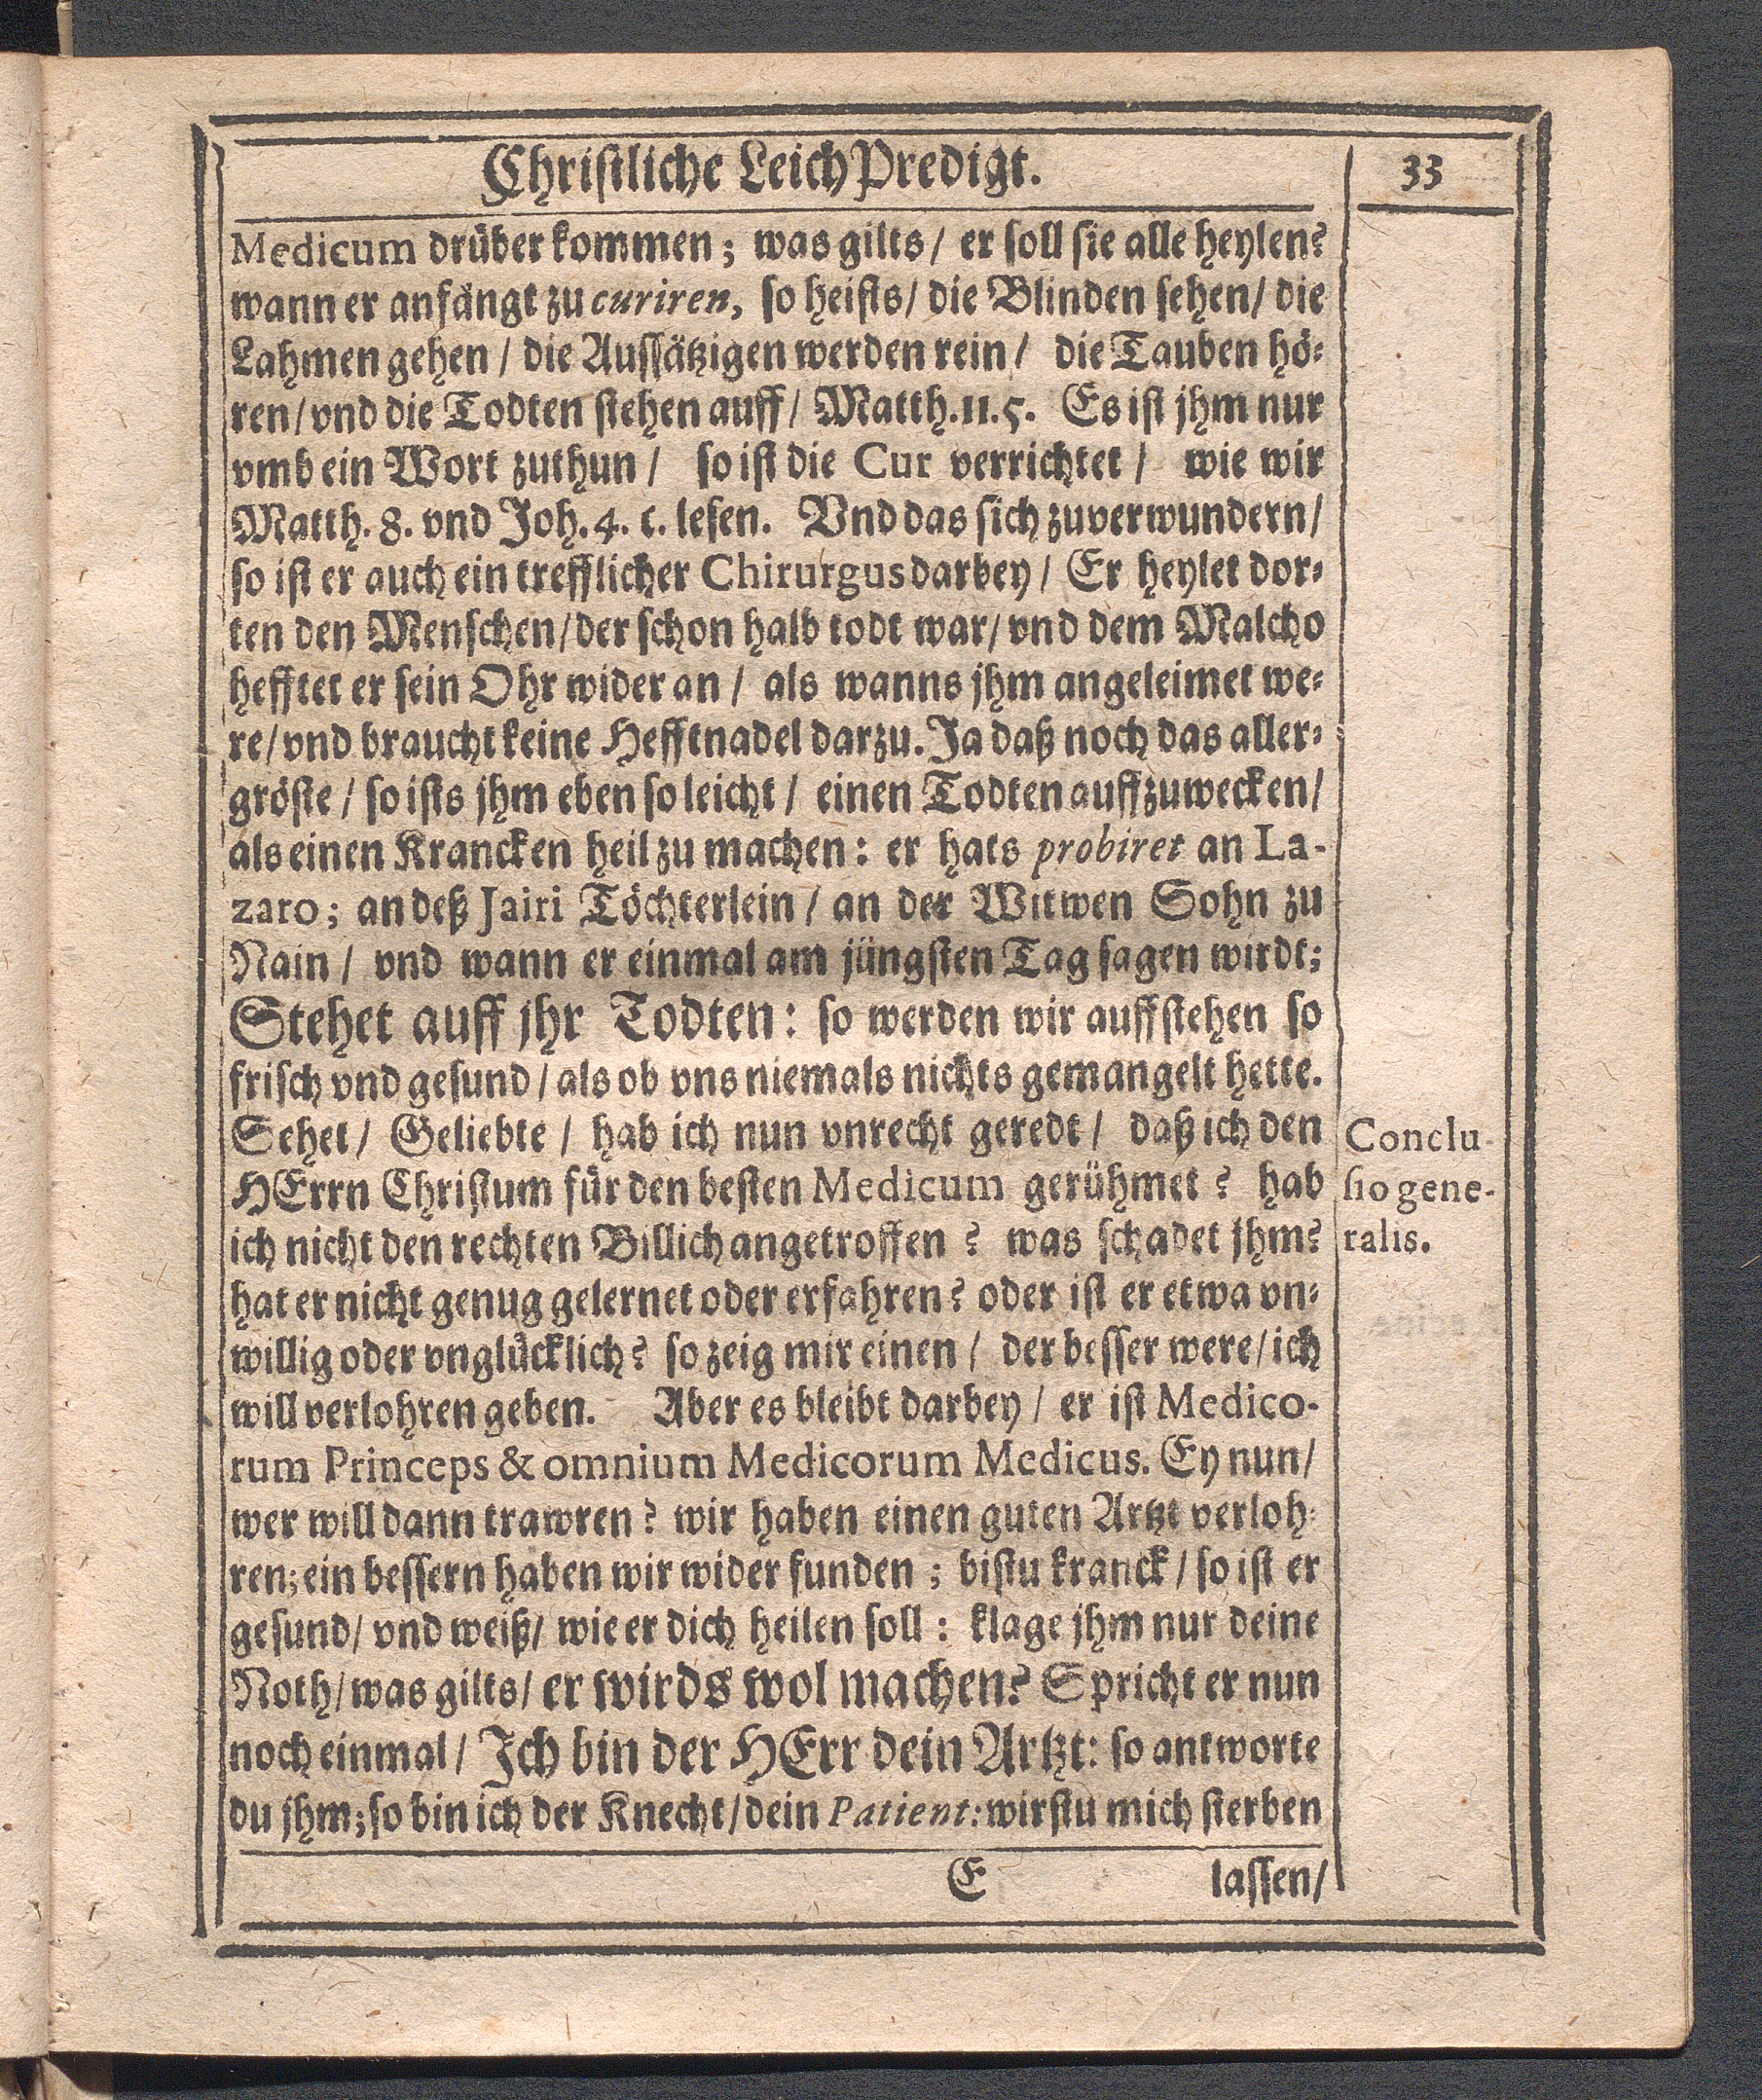 Christliche LeichPredigt.
33
Medicum drüber kommen; was gilts/ er soll sie alle heylen?
wann er anfängt zu curiren, so heists/ die Blinden sehen/ die
Lahmen gehen/ die Aussätzigen werden rein/ die Tauben hö-
ren/ vnd die Todten stehen auff/ Matth. 11. 5. Es ist jhm nur
vmb ein Wort zuthun/ so ist die Cur verrichtet/ wie wir
Matth. 8. vnd Joh. 4. c. lesen. Vnd das sich zuverwundern/
so ist er auch ein trefflicher Chirurgus darbey/ Er heylet dor-
ten den Menschen/ der schon halb todt war/ vnd dem Malcho
hefftet er sein Ohr wider an/ als wanns jhm angeleimet we-
re/ vnd braucht keine Hefftnadel darzu. Ja daß noch das aller-
gröste/ so ists jhm eben so leicht/ einen Todten auffzuwecken/
als einen Krancken heil zu machen: er hats probiret an La-
zaro; an deß Jairi Töchterlein/ an der Witwen Sohn zu
Nain/ vnd wann er einmal am jüngsten Tag sagen wirdt;
Stehet auff jhr Todten: so werden wir auffstehen so
frisch vnd gesund/ als ob vns niemals nichts gemangelt hette.
Sehet/ Geliebte/ hab ich nun vnrecht geredt/ daß ich den
HErrn Christum für den besten Medicum gerühmet? hab
ich nicht den rechten Billich angetroffen? was schadet jhm?
hat er nicht genug gelernet oder erfahren? oder ist er etwa vn-
willig oder vnglücklich? so zeig mir einen/ der besser were/ ich
will verlohren geben. Aber es bleibt darbey/ er ist Medico-
rum Princeps & omnium Medicorum Medicus. Ey nun/
wer will dann trawren? wir haben einen guten Artzt verloh-
ren; ein bessern haben wir wider funden; bistu kranck/ so ist er
gesund/ vnd weiß/ wie er dich heilen soll: klage jhm nur deine
Noth/ was gilts/ er wirds wol machen? Spricht er nun
noch einmal/ Ich bin der HErr dein Artzt: so antworte
du jhm; so bin ich der Knecht/ dein Patient: wirstu mich sterben
E lassen/
Conclu-
sio gene-
ralis.